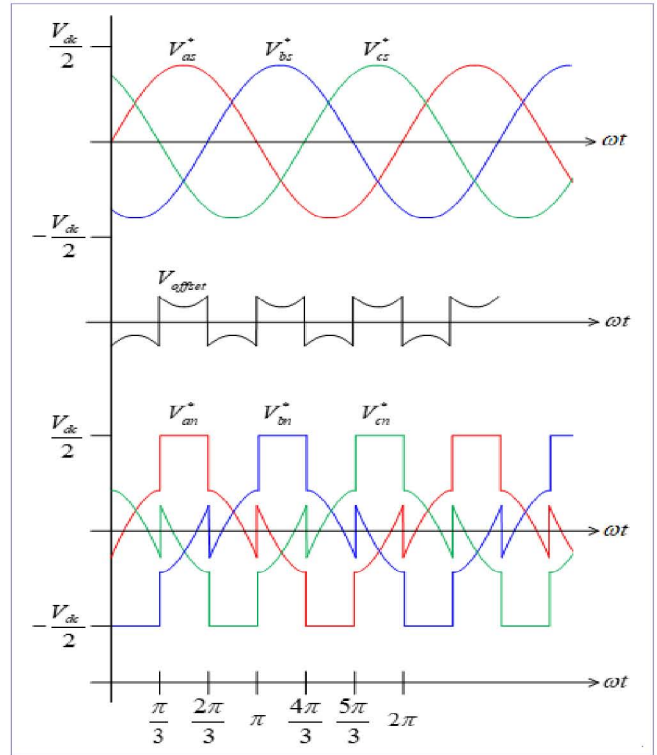 V_dc/2 V*_as V*_bs V*_cs
ωt
-V_dc/2
V_offset
ωt
V_dc/2 V*_an V*_bn V*_cn
ωt
-V_dc/2
ωt
π/3 2π/3 π 4π/3 5π/3 2π